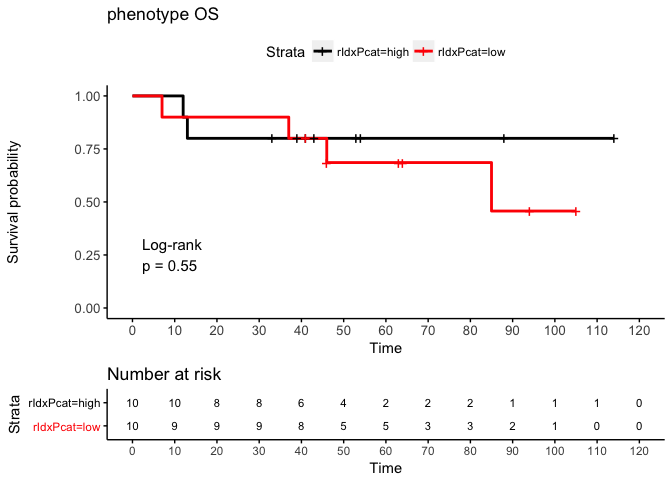 phenotype OS
Strata rIdxPcat=high rIdxPcat=low
Survival probability
1.00
0.75
0.50
0.25
0.00
Log-rank
p = 0.55
0 10 20 30 40 50 60 70 80 90 100 110 120
Time
Number at risk
Strata
rIdxPcat=high 10 10 8 8 6 4 2 2 2 1 1 1 0
rIdxPcat=low 10 9 9 9 8 5 5 3 3 2 1 0 0
0 10 20 30 40 50 60 70 80 90 100 110 120
Time